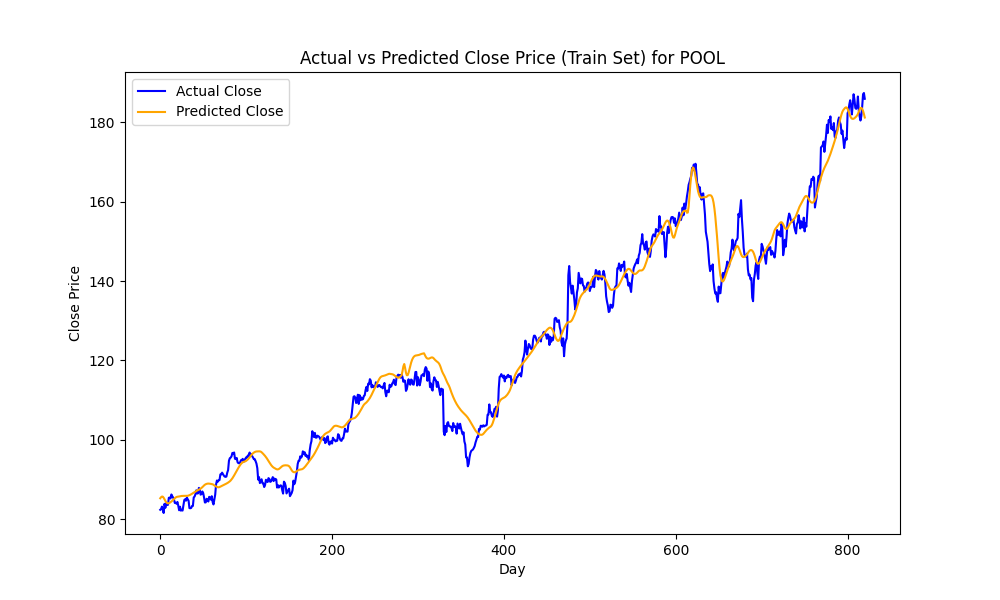 Actual vs Predicted Close Price (Train Set) for POOL
Actual Close
Predicted Close
180
160
140
120
100
80
Close Price
0 200 400 600 800
Day